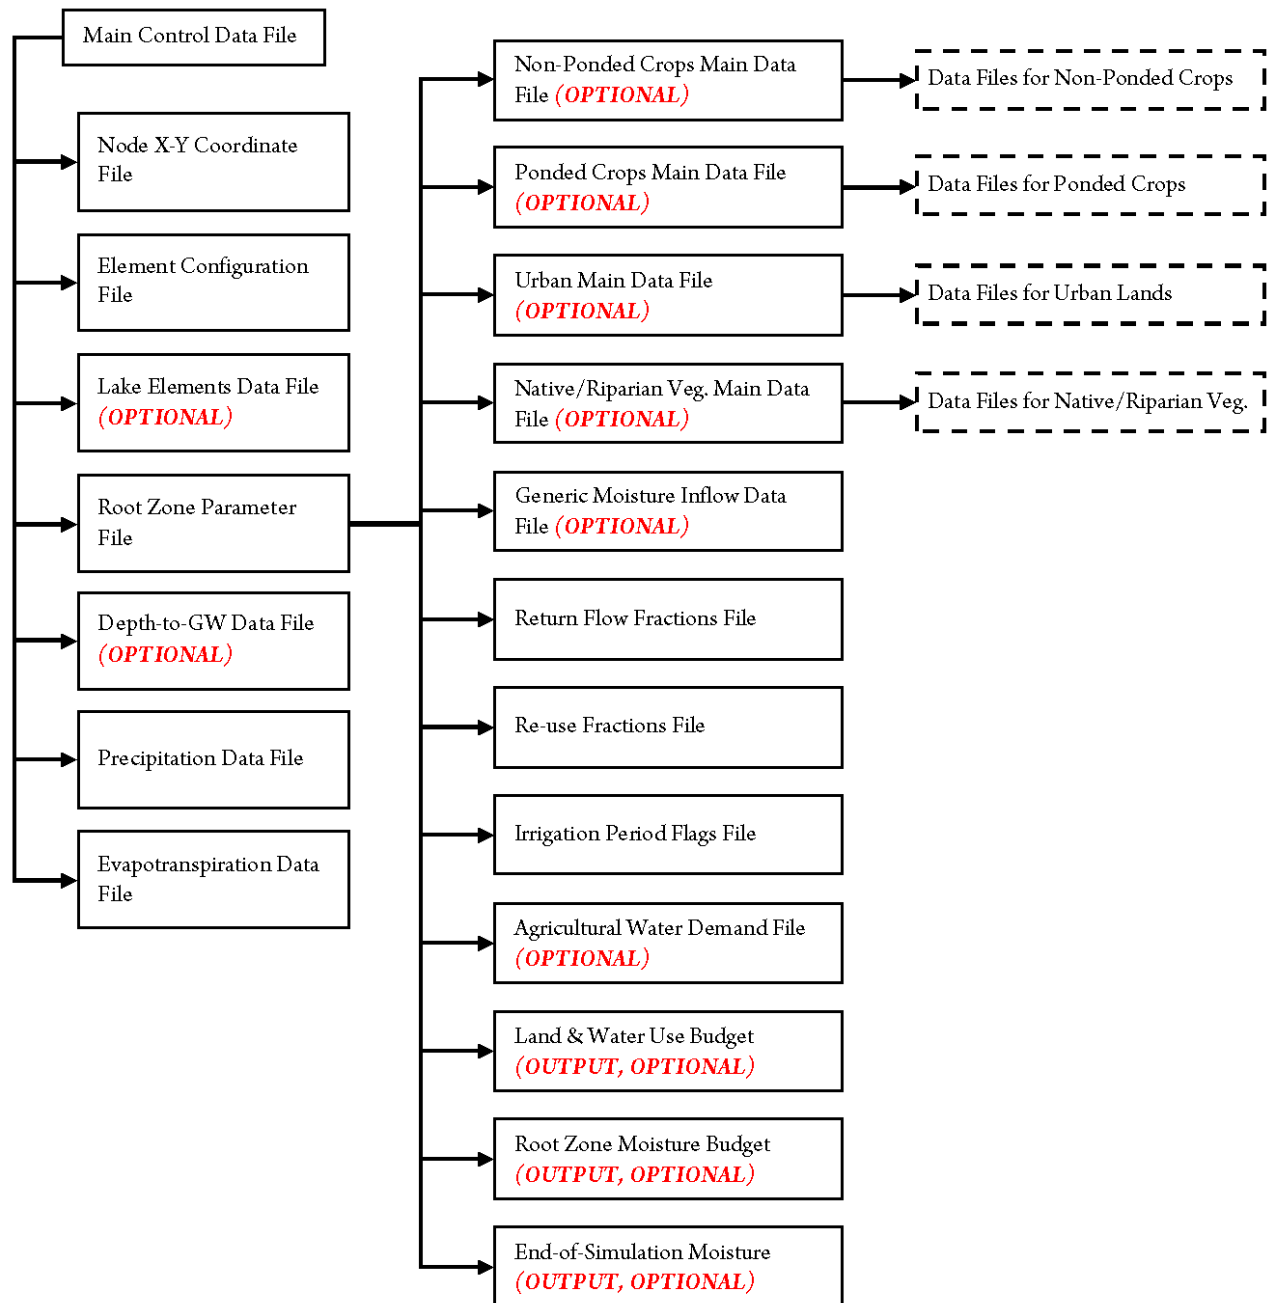 Main Control Data File
Node X-Y Coordinate
File
Element Configuration
File
Lake Elements Data File
(OPTIONAL)
Root Zone Parameter
File
Depth-to-GW Data File
(OPTIONAL)
Precipitation Data File
Evapotranspiration Data
File
Non-Ponded Crops Main Data
File (OPTIONAL)
Ponded Crops Main Data File
(OPTIONAL)
Urban Main Data File
(OPTIONAL)
Native/Riparian Veg. Main Data
File (OPTIONAL)
Generic Moisture Inflow Data
File (OPTIONAL)
Return Flow Fractions File
Re-use Fractions File
Irrigation Period Flags File
Agricultural Water Demand File
(OPTIONAL)
Land & Water Use Budget
(OUTPUT, OPTIONAL)
Root Zone Moisture Budget
(OUTPUT, OPTIONAL)
End-of-Simulation Moisture
(OUTPUT, OPTIONAL)
Data Files for Non-Ponded Crops
Data Files for Ponded Crops
Data Files for Urban Lands
Data Files for Native/Riparian Veg.